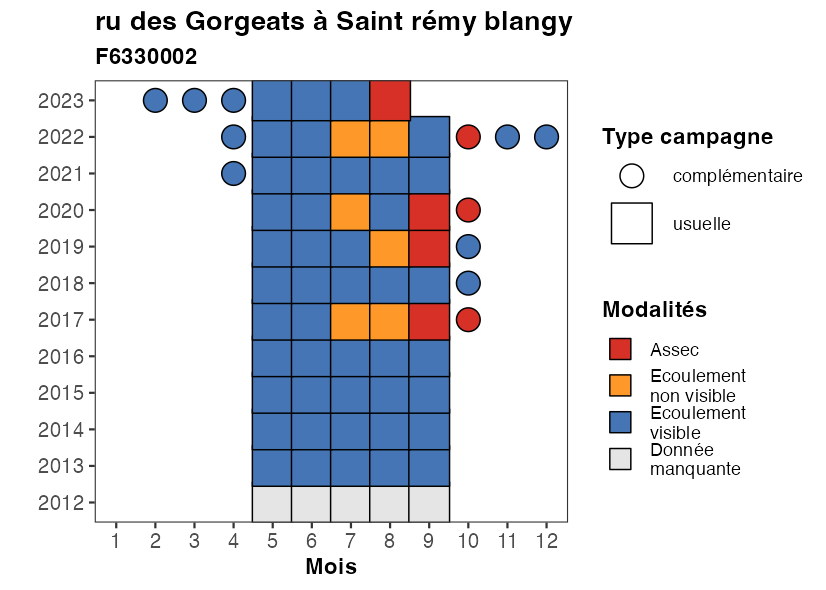 ru des Gorgeats à Saint rémy blangy
F6330002
2023
2022
2021
2020
2019
2018
2017
2016
2015
2014
2013
2012
1 2 3 4 5 6 7 8 9 10 11 12
Mois
Type campagne
complémentaire
usuelle
Modalités
Assec
Ecoulement
non visible
Ecoulement
visible
Donnée
manquante